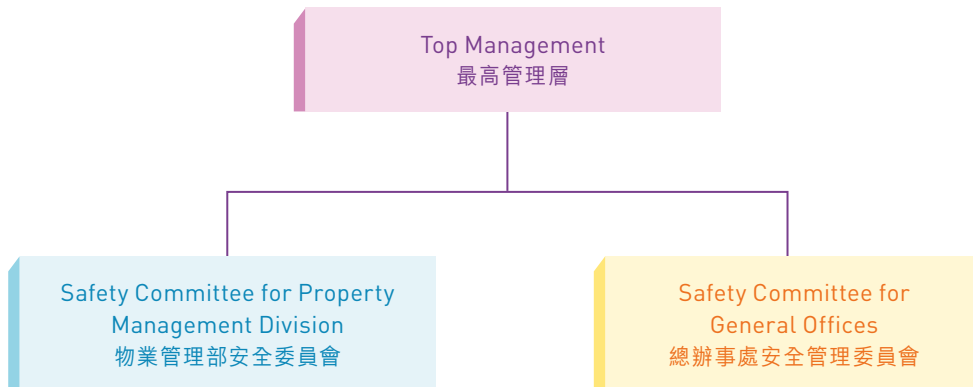 Top Management
最高管理層
Safety Committee for Property
Management Division
物業管理部安全委員會
Safety Committee for
General Offices
總辦事處安全管理委員會